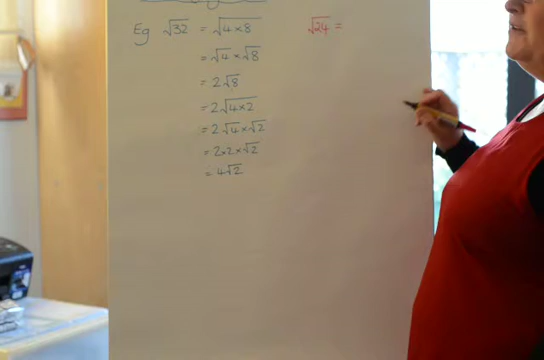 Eg √32 = √4×8
= √4 × √8
= 2√8
= 2√4×2
= 2√4 × √2
= 2×2×√2
= 4√2
√24 =